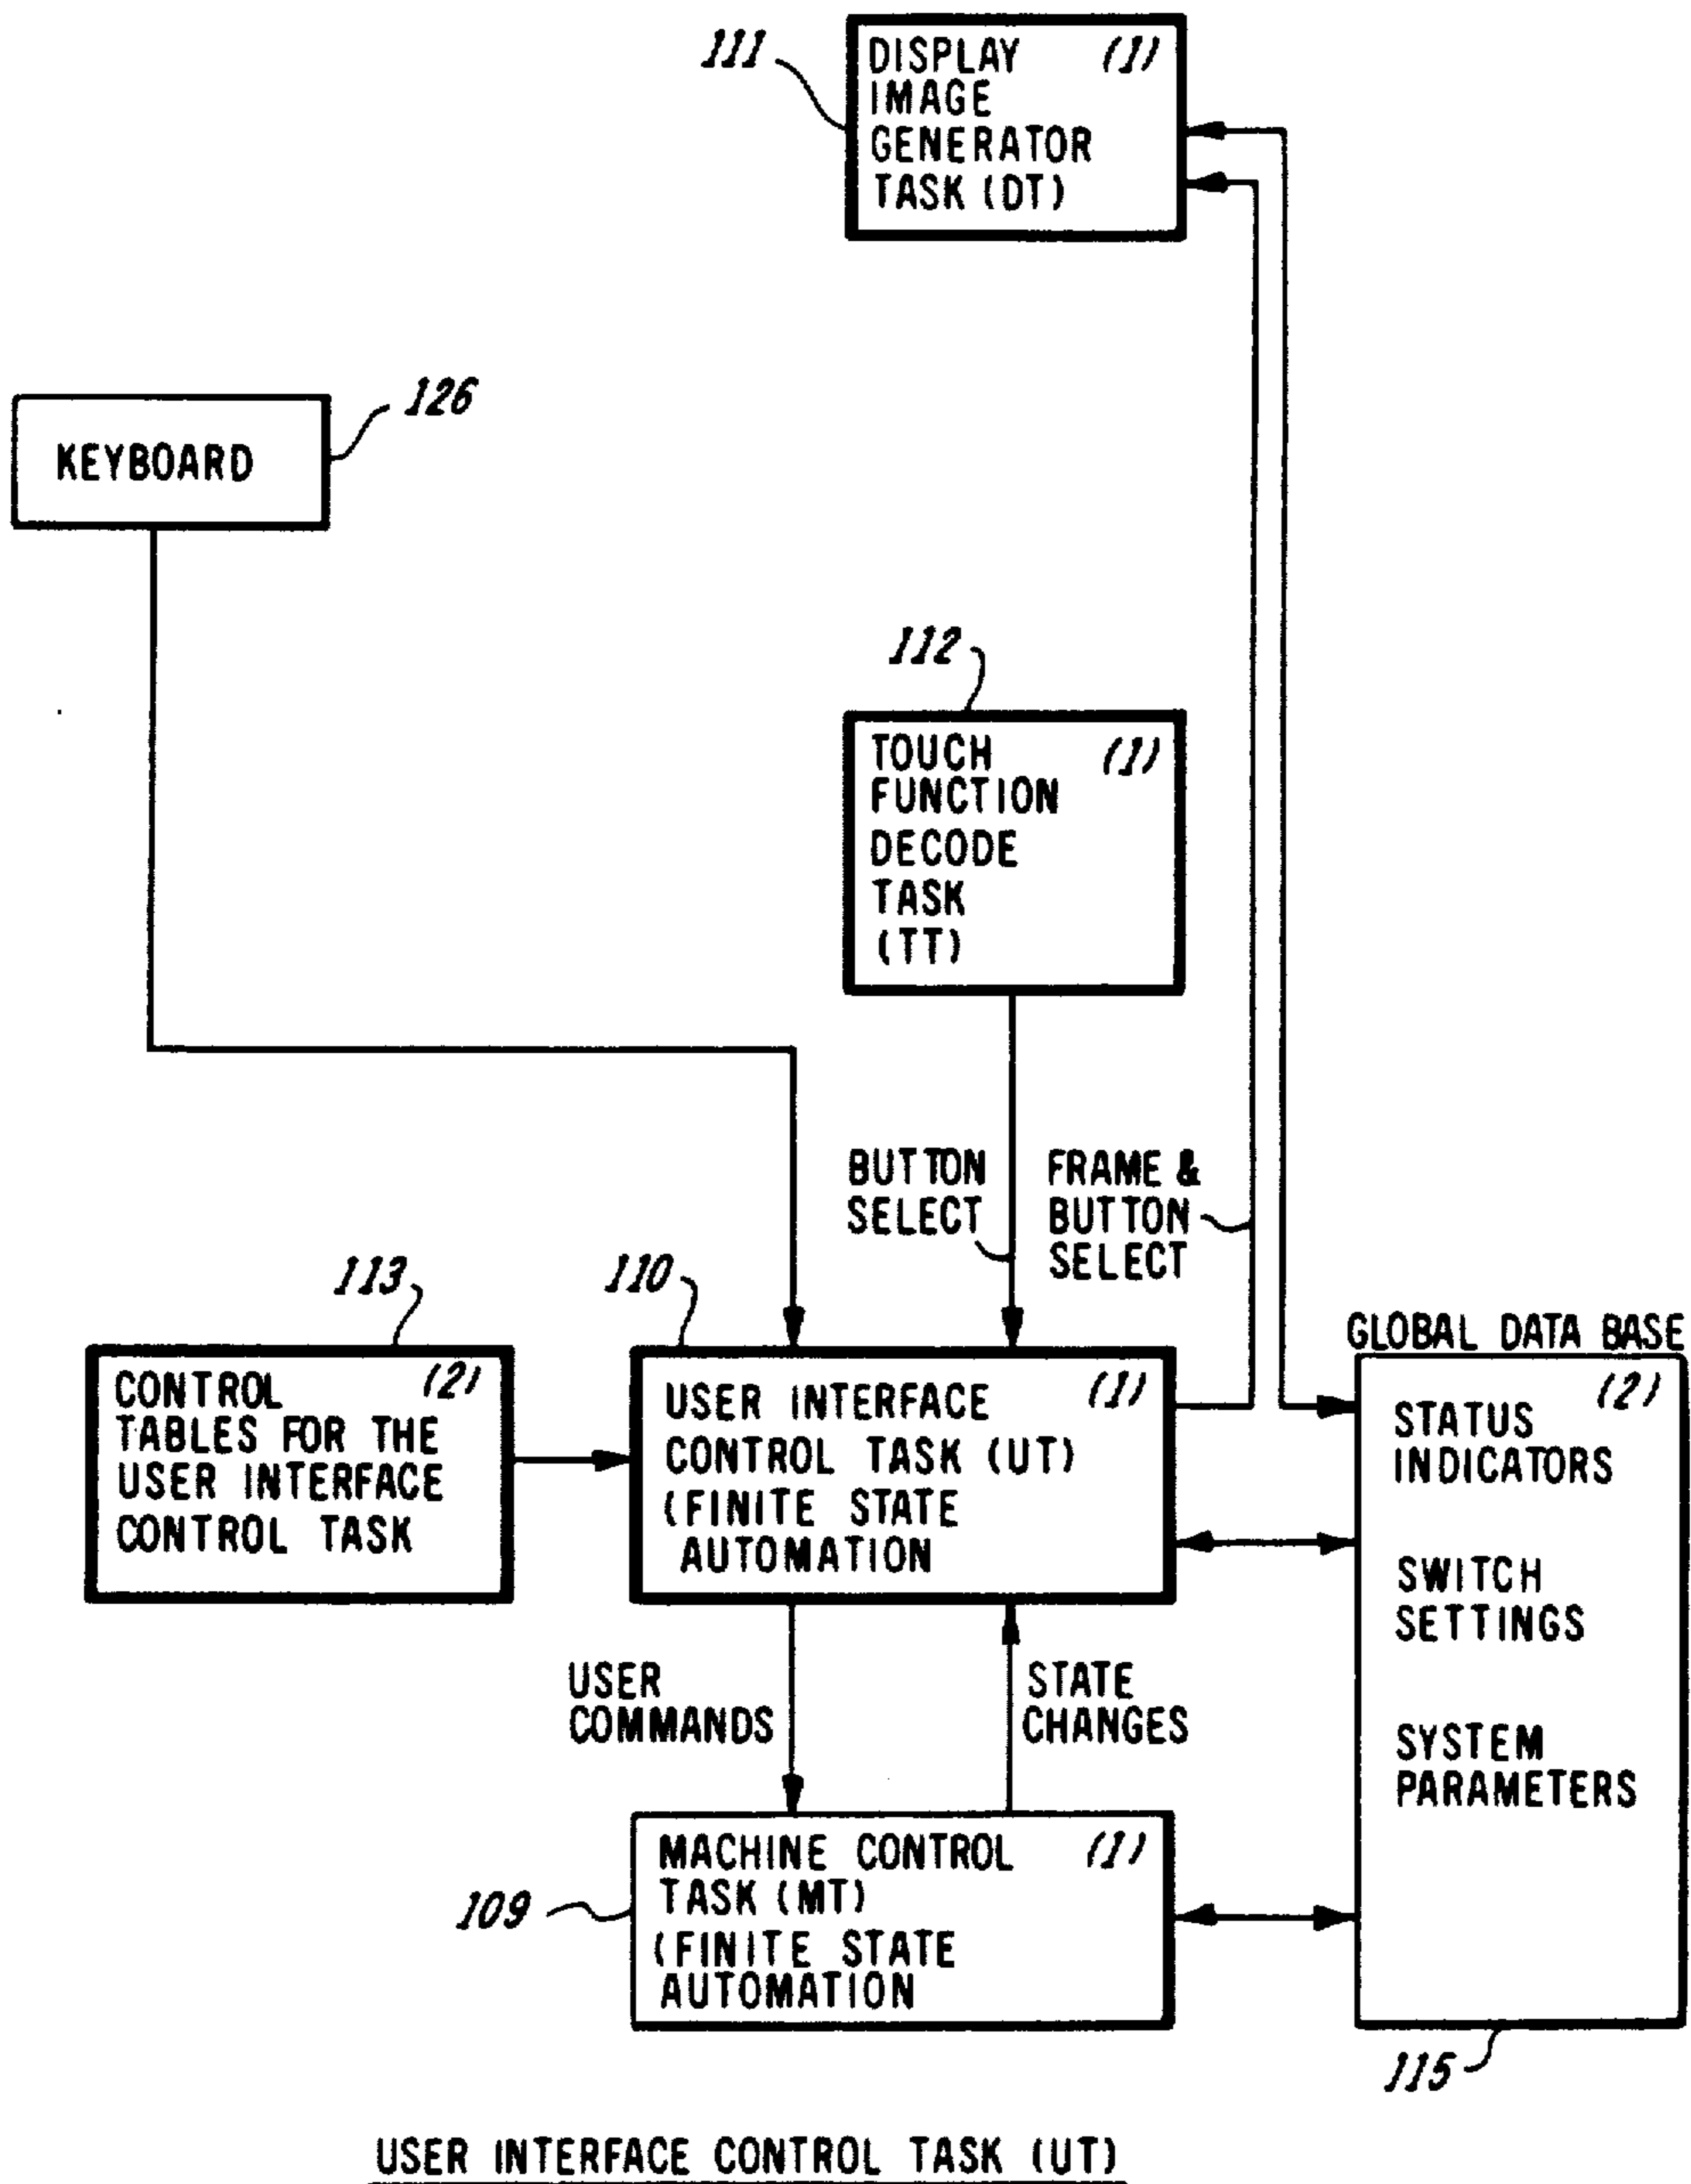 111
DISPLAY (1)
IMAGE
GENERATOR
TASK (DT)
126
KEYBOARD
112
TOUCH (1)
FUNCTION
DECODE
TASK
(TT)
BUTTON
SELECT
FRAME &
BUTTON
SELECT
113
CONTROL (2)
TABLES FOR THE
USER INTERFACE
CONTROL TASK
110
USER INTERFACE (1)
CONTROL TASK (UT)
(FINITE STATE
AUTOMATION
GLOBAL DATA BASE
(2)
STATUS
INDICATORS
SWITCH
SETTINGS
SYSTEM
PARAMETERS
115
USER
COMMANDS
STATE
CHANGES
109
MACHINE CONTROL (1)
TASK (MT)
(FINITE STATE
AUTOMATION
USER INTERFACE CONTROL TASK (UT)